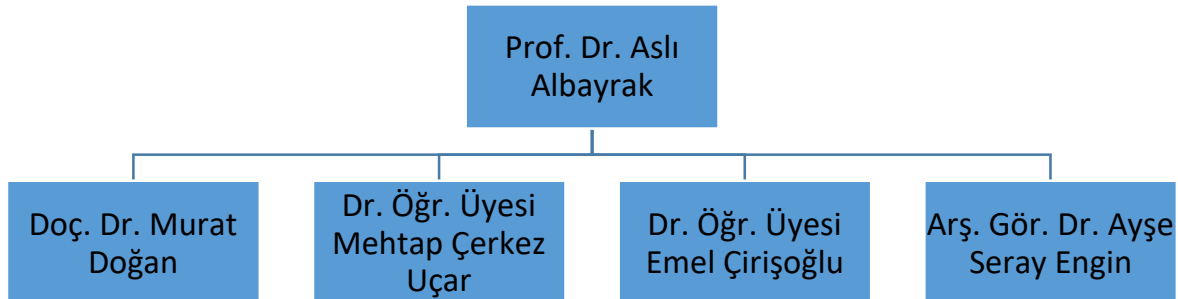 Prof. Dr. Aslı
Albayrak
Doç. Dr. Murat
Doğan
Dr. Öğr. Üyesi
Mehtap Çerkez
Uçar
Dr. Öğr. Üyesi
Emel Çirişoğlu
Arş. Gör. Dr. Ayşe
Seray Engin